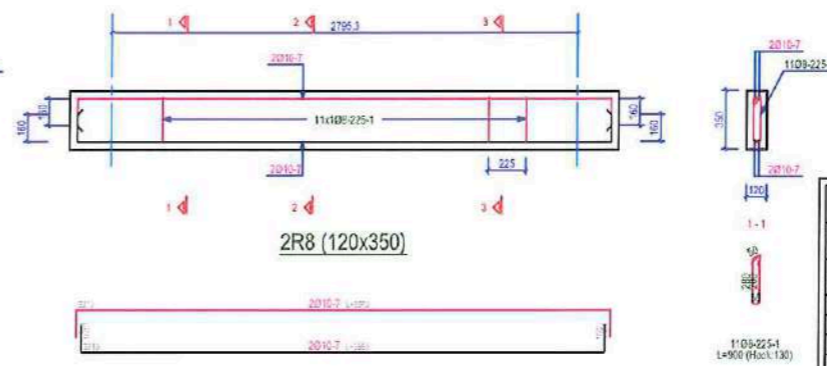 1 2 3
2795,3
2Ø10-7
2Ø10-7
11Ø8-225-
160
160
11x1Ø8-225-1
160
160
350
2Ø10-7
225
2Ø10-7
120
1 2 3
1 - 1
2R8 (120x350)
2Ø10-7
2Ø10-7
11Ø8-225-1
L=900 (Hook:130)